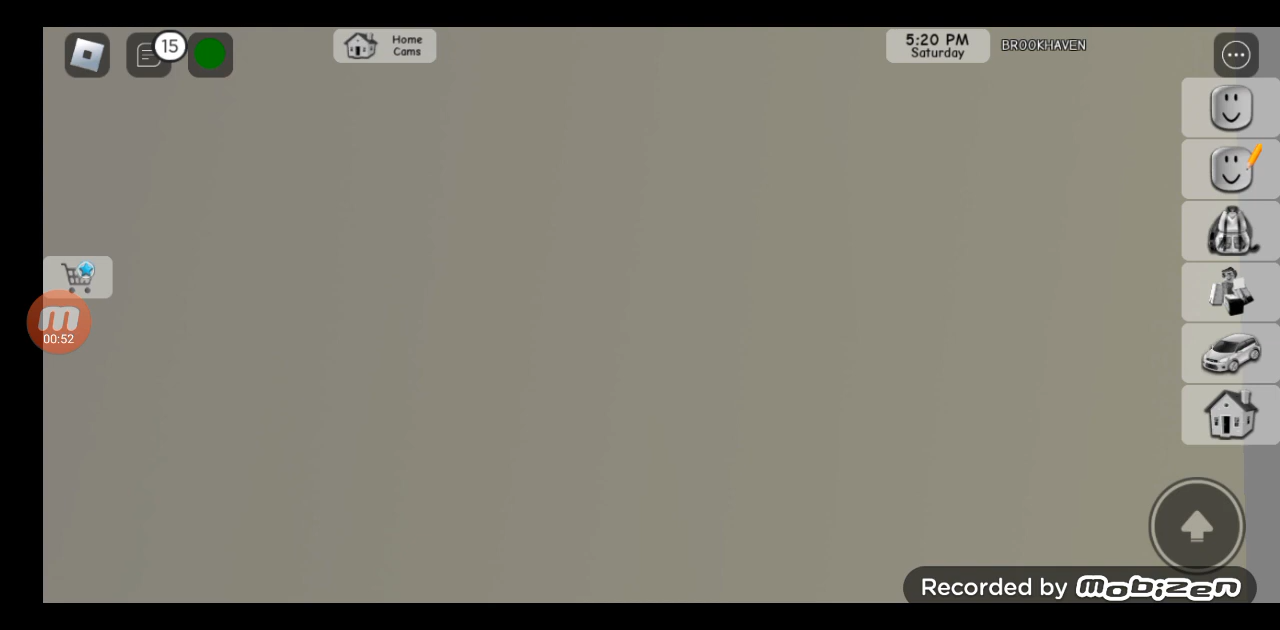 15
Home
Cams
5:20 PM
Saturday
BROOKHAVEN
00:52
Recorded by mobizen